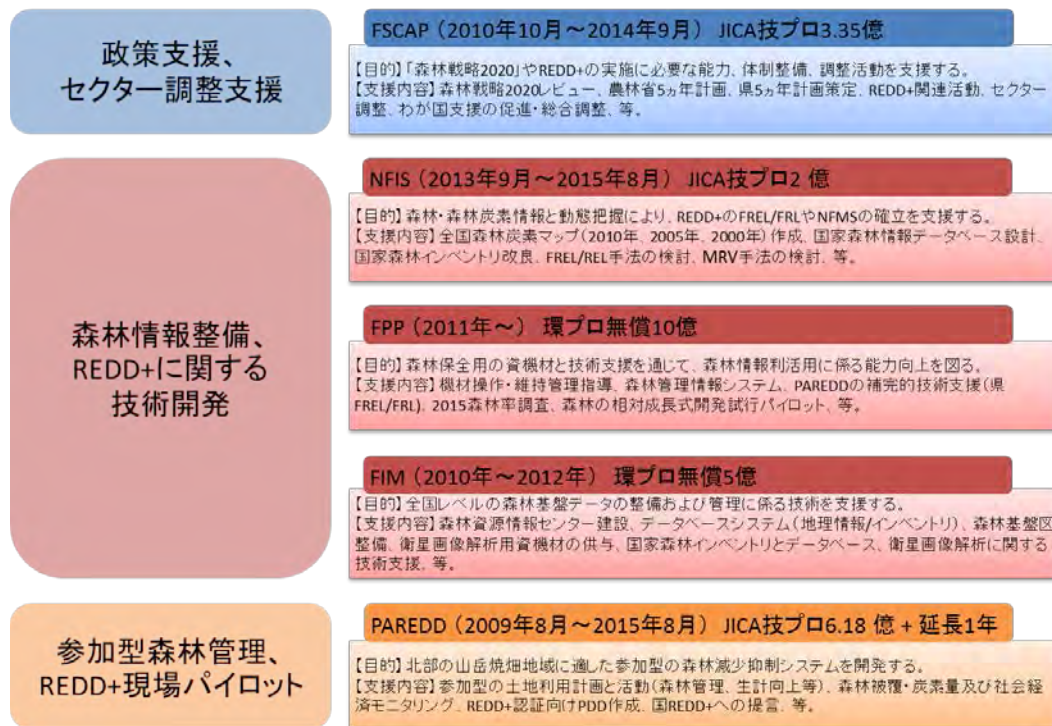 政策支援、
セクター調整支援
FSCAP (2010年10月～2014年9月) JICA技プロ3.35億
【目的】「森林戦略2020」やREDD+の実施に必要な能力、体制整備、調整活動を支援する。
【支援内容】森林戦略2020レビュー、農林省5ヵ年計画、県5ヵ年計画策定、REDD+関連活動、セクター
調整、わが国支援の促進・総合調整、等。
森林情報整備、
REDD+に関する
技術開発
NFIS (2013年9月～2015年8月) JICA技プロ2 億
【目的】森林・森林炭素情報と動態把握により、REDD+のFREL/FRLやNFMSの確立を支援する。
【支援内容】全国森林炭素マップ(2010年、2005年、2000年)作成、国家森林情報データベース設計、
国家森林インベントリ改良、FREL/REL手法の検討、MRV手法の検討、等。
FPP (2011年～) 環プロ無償10億
【目的】森林保全用の資機材と技術支援を通じて、森林情報利活用に係る能力向上を図る。
【支援内容】機材操作・維持管理指導、森林管理情報システム、PAREDDの補完的技術支援(県
FREL/FRL)、2015森林率調査、森林の相対成長式開発試行パイロット、等。
FIM (2010年～2012年) 環プロ無償5億
【目的】全国レベルの森林基盤データの整備および管理に係る技術を支援する。
【支援内容】森林資源情報センター建設、データベースシステム(地理情報/インベントリ)、森林基盤図
整備、衛星画像解析用資機材の供与、国家森林インベントリとデータベース、衛星画像解析に関する
技術支援、等。
参加型森林管理、
REDD+現場パイロット
PAREDD (2009年8月～2015年8月) JICA技プロ6.18 億 + 延長1年
【目的】北部の山岳焼畑地域に適した参加型の森林減少抑制システムを開発する。
【支援内容】参加型の土地利用計画と活動(森林管理、生計向上等)、森林被覆・炭素量及び社会経
済モニタリング、REDD+認証向けPDD作成、国REDD+への提言、等。